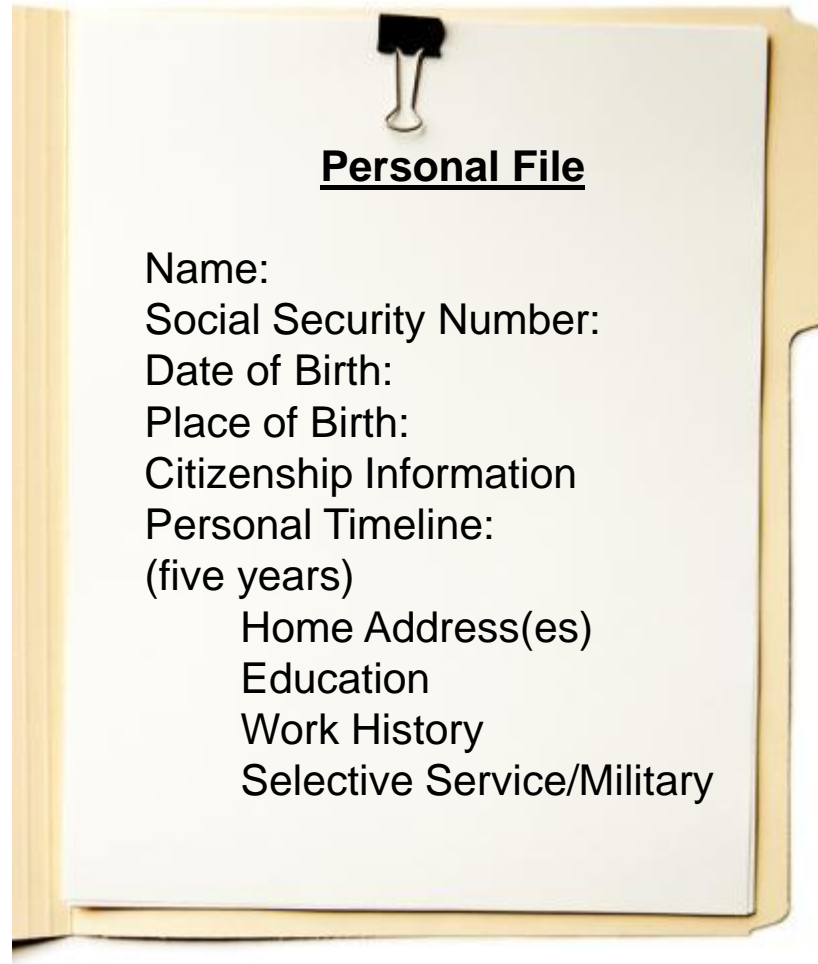 Personal File
Name:
Social Security Number:
Date of Birth:
Place of Birth:
Citizenship Information
Personal Timeline:
(five years)
Home Address(es)
Education
Work History
Selective Service/Military